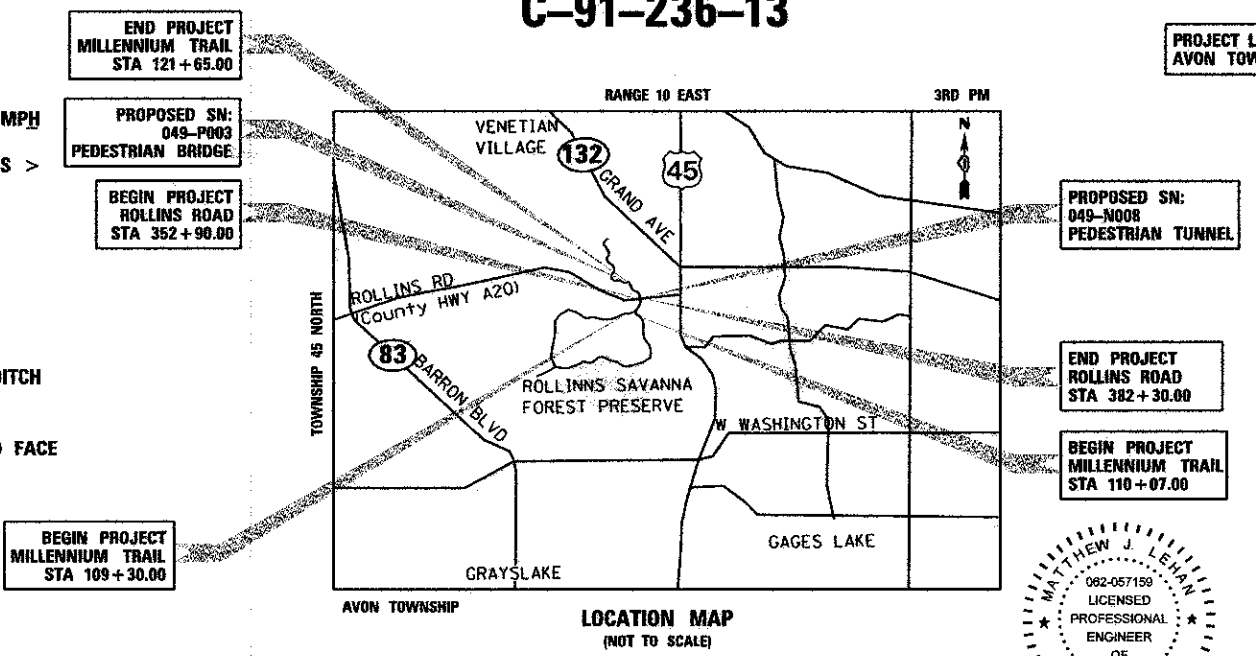 C-91-236-13
END PROJECT
MILLENNIUM TRAIL
STA 121+65.00
PROJECT L
AVON TOW
MPH
S >
PROPOSED SN:
049-P003
PEDESTRIAN BRIDGE
BEGIN PROJECT
ROLLINS ROAD
STA 352+90.00
DITCH
FACE
BEGIN PROJECT
MILLENNIUM TRAIL
STA 109+30.00
RANGE 10 EAST
3RD PM
TOWNSHIP 45 NORTH
VENETIAN
VILLAGE
132
45
N
GRAND AVE
ROLLINS RD
(County HWY A20)
83
BARRON BLVD
ROLLINNS SAVANNA
FOREST PRESERVE
W WASHINGTON ST
GAGES LAKE
GRAYSLAKE
AVON TOWNSHIP
LOCATION MAP
(NOT TO SCALE)
PROPOSED SN:
049-N008
PEDESTRIAN TUNNEL
END PROJECT
ROLLINS ROAD
STA 382+30.00
BEGIN PROJECT
MILLENNIUM TRAIL
STA 110+07.00
MATTHEW J. LEHAN
062-057159
LICENSED
PROFESSIONAL
ENGINEER
OF